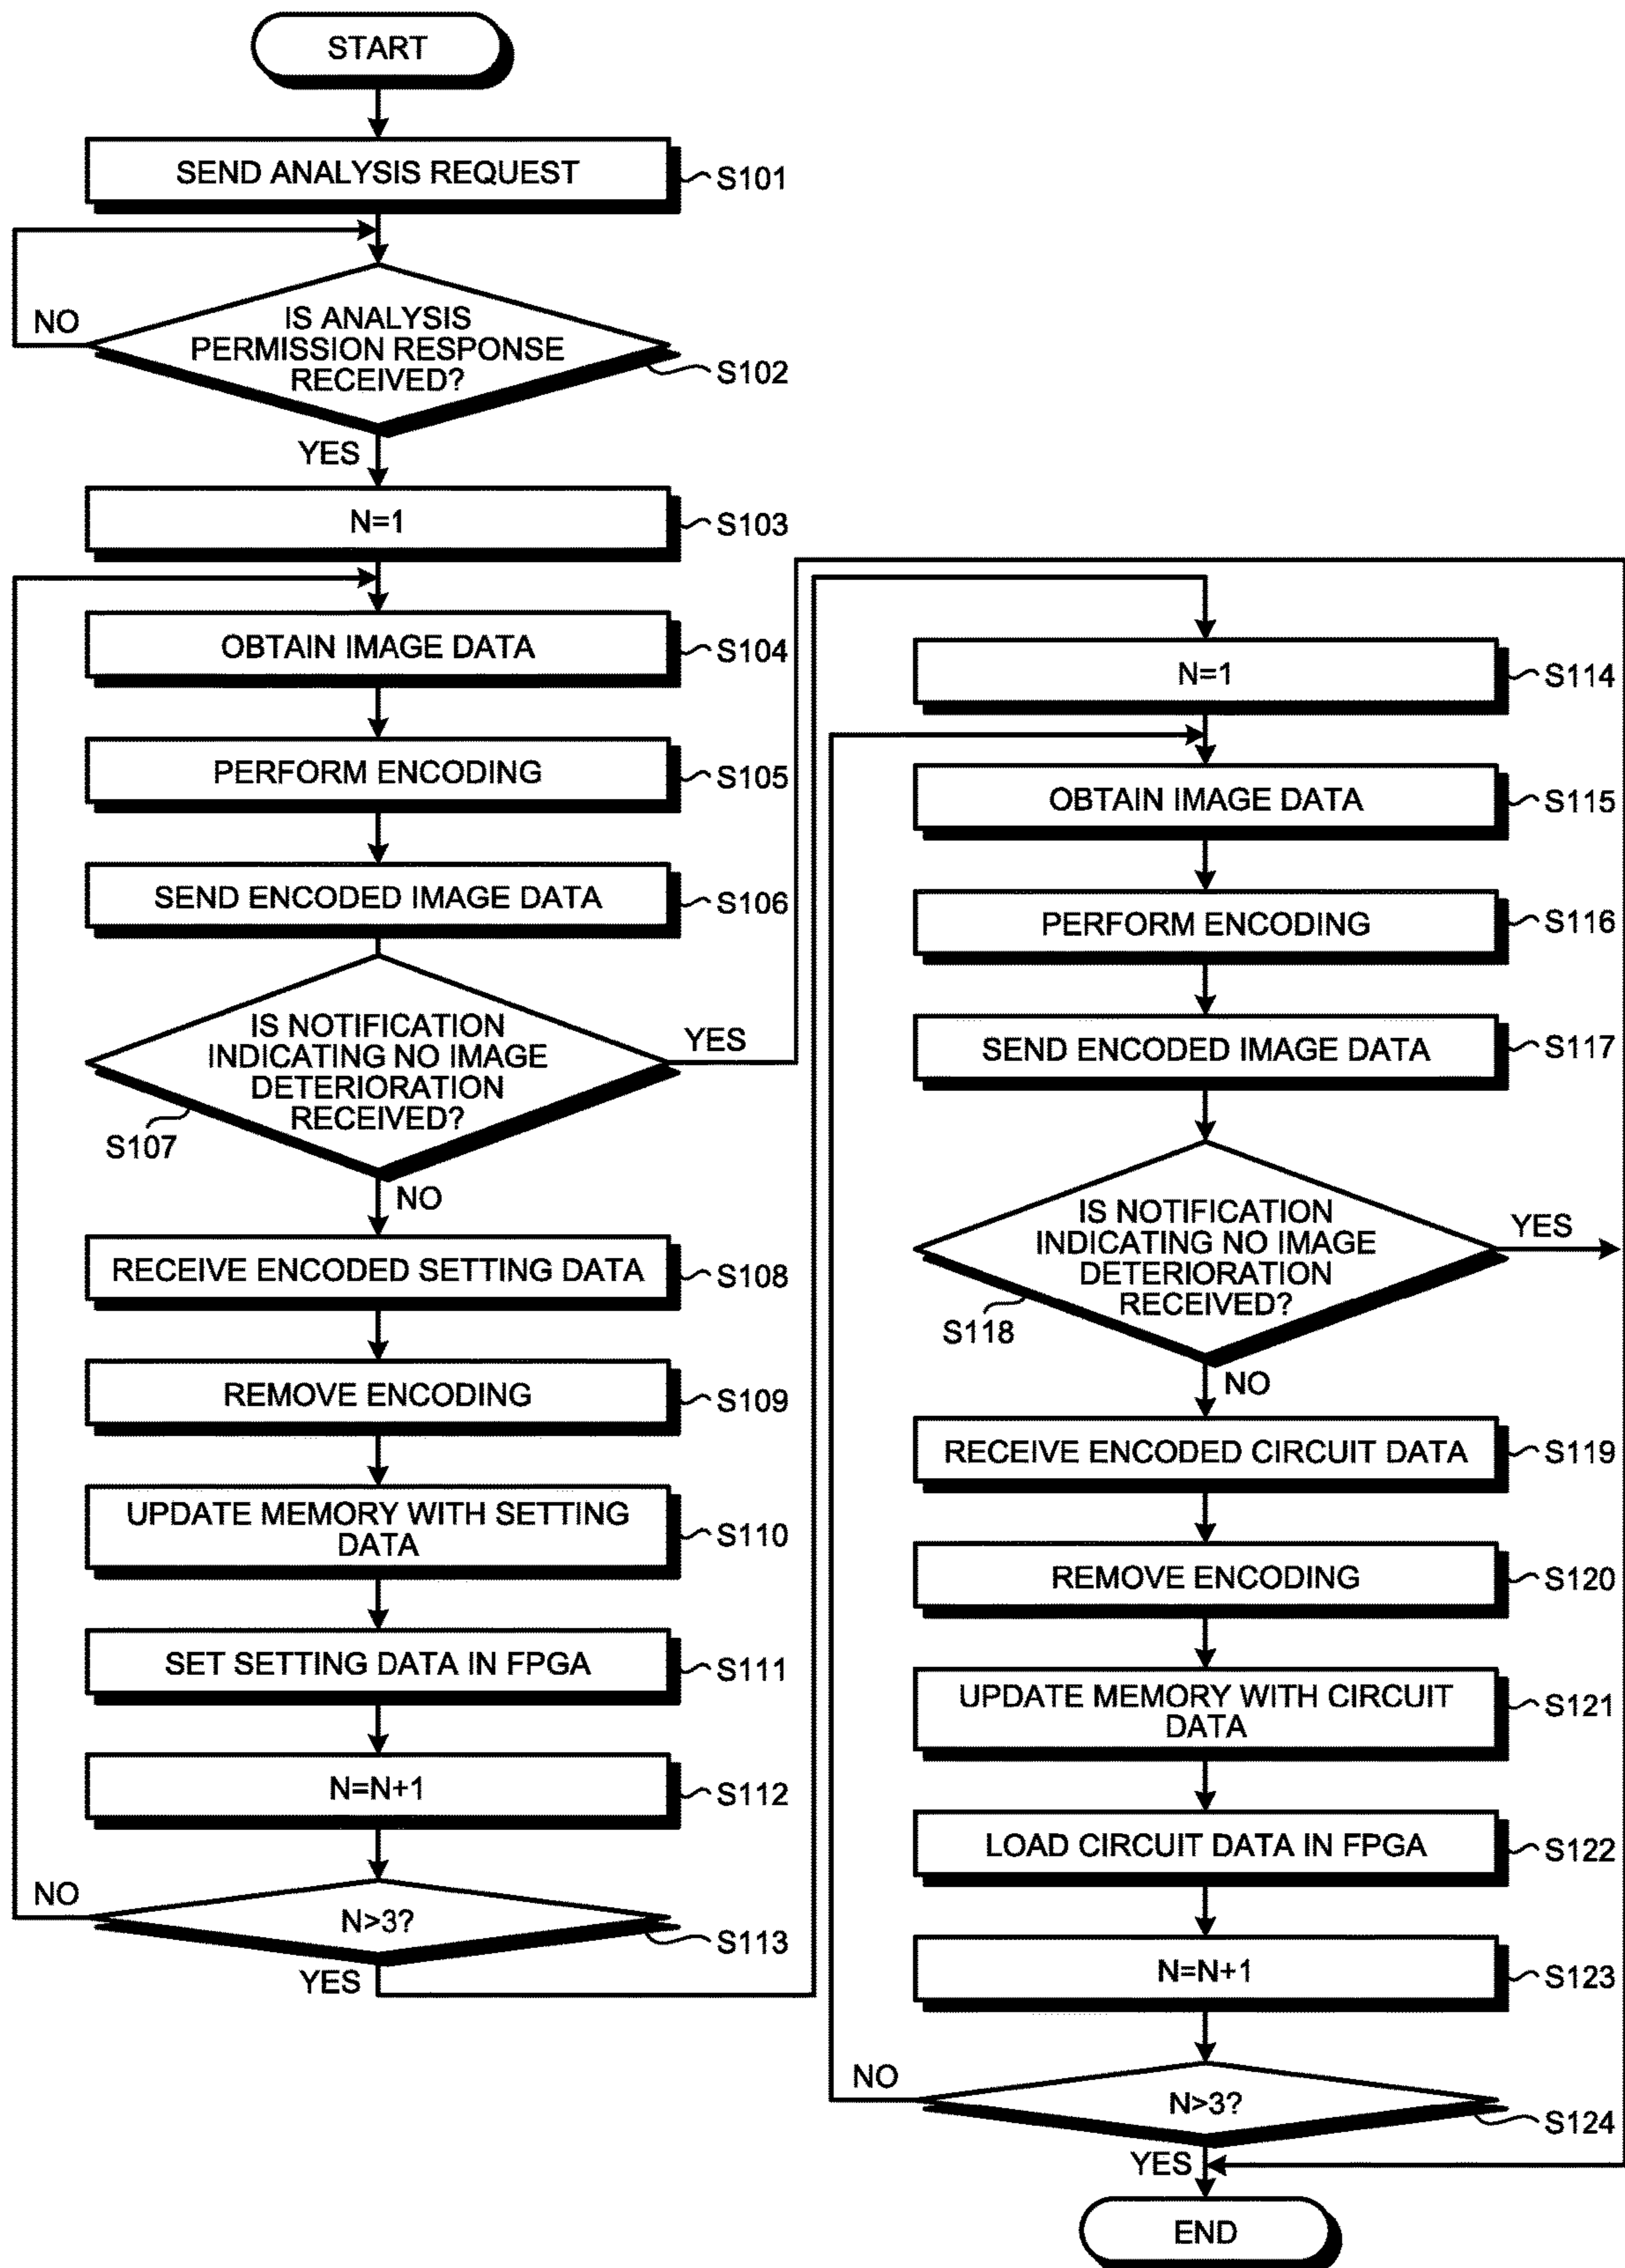 START
SEND ANALYSIS REQUEST
S101
NO
IS ANALYSIS
PERMISSION RESPONSE
RECEIVED?
S102
YES
N=1
S103
OBTAIN IMAGE DATA
S104
PERFORM ENCODING
S105
SEND ENCODED IMAGE DATA
S106
IS NOTIFICATION
INDICATING NO IMAGE
DETERIORATION
RECEIVED?
YES
S107
NO
RECEIVE ENCODED SETTING DATA
S108
REMOVE ENCODING
S109
UPDATE MEMORY WITH SETTING
DATA
S110
SET SETTING DATA IN FPGA
S111
N=N+1
S112
NO
N>3?
S113
YES
N=1
S114
OBTAIN IMAGE DATA
S115
PERFORM ENCODING
S116
SEND ENCODED IMAGE DATA
S117
IS NOTIFICATION
INDICATING NO IMAGE
DETERIORATION
RECEIVED?
YES
S118
NO
RECEIVE ENCODED CIRCUIT DATA
S119
REMOVE ENCODING
S120
UPDATE MEMORY WITH CIRCUIT
DATA
S121
LOAD CIRCUIT DATA IN FPGA
S122
N=N+1
S123
NO
N>3?
S124
YES
END